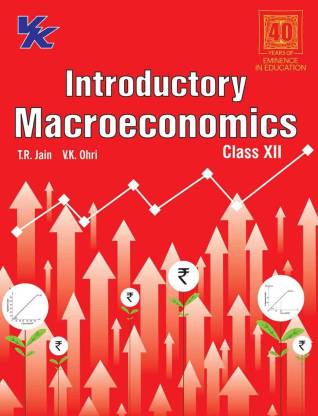 VK
40
YEARS OF
EMINENCE
IN EDUCATION
Introductory
Macroeconomics
T.R. Jain V.K. Ohri
Class XII
₹
₹
₹